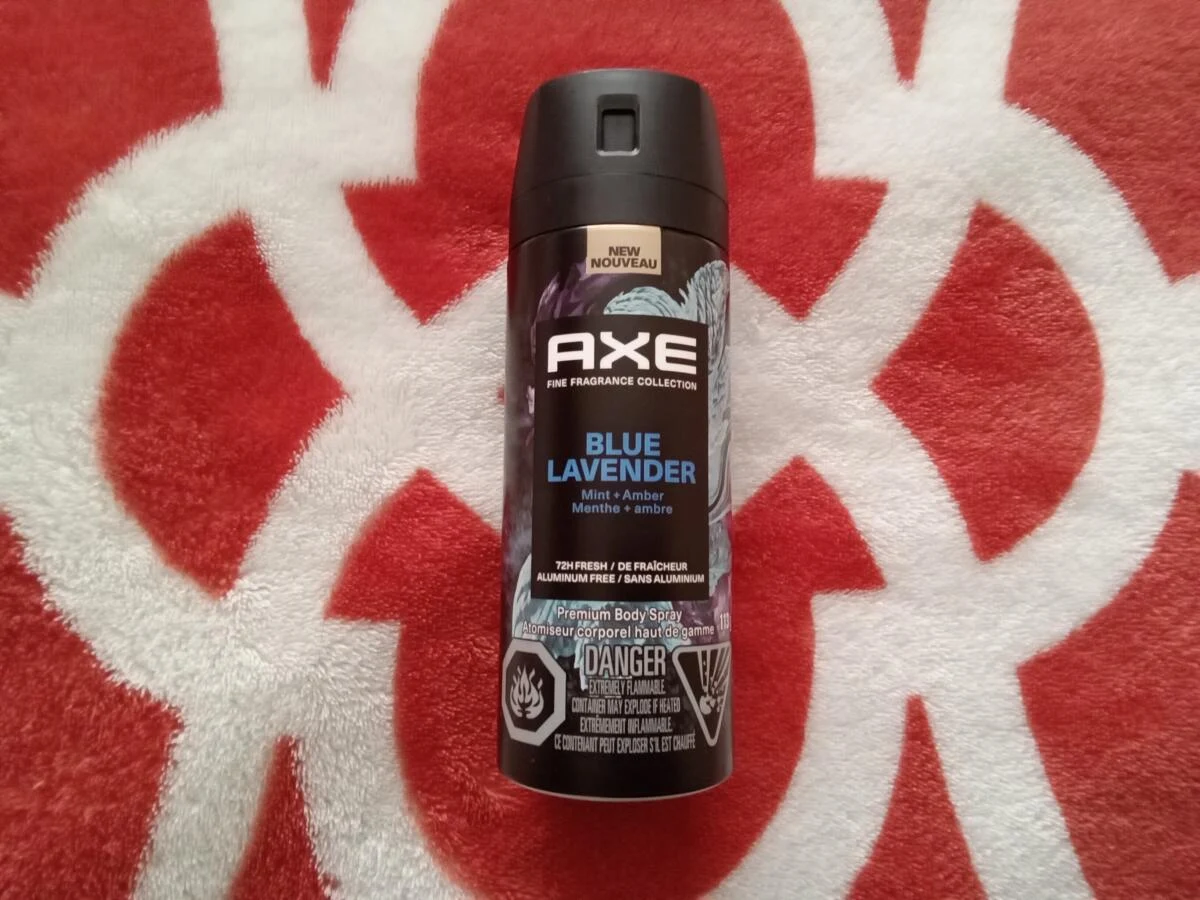 NEW
NOUVEAU
AXE
FINE FRAGRANCE COLLECTION
BLUE
LAVENDER
Mint + Amber
Menthe + ambre
72H FRESH / DE FRAÎCHEUR
ALUMINUM FREE / SANS ALUMINIUM
Premium Body Spray
Atomiseur corporel haut de gamme 113
DANGER
EXTREMELY FLAMMABLE.
CONTAINER MAY EXPLODE IF HEATED.
EXTRÊMEMENT INFLAMMABLE.
CE CONTENANT PEUT EXPLOSER S'IL EST CHAUFFÉ.